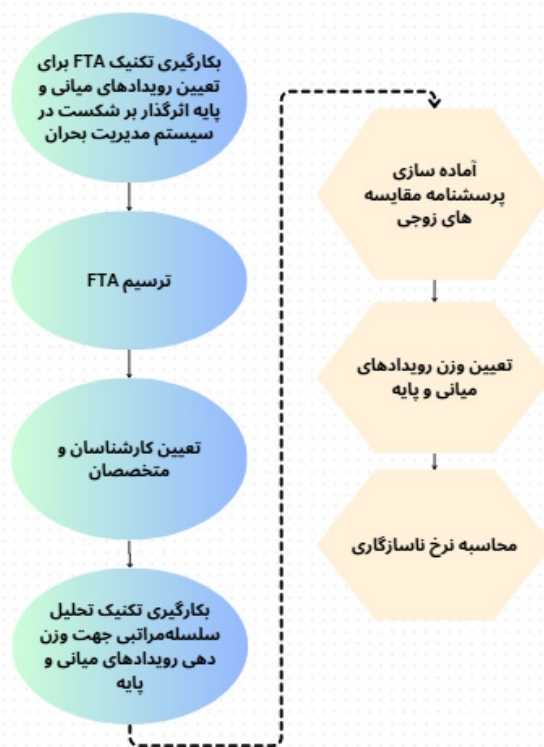 بکارگیری تکنیک FTA برای
تعیین رویدادهای میانی و
پایه اثرگذار بر شکست در
سیستم مدیریت بحران
ترسیم FTA
تعیین کارشناسان و
متخصصان
بکارگیری تکنیک تحلیل
سلسله‌مراتبی جهت وزن
دهی رویدادهای میانی و
پایه
آماده سازی
پرسشنامه مقایسه
های زوجی
تعیین وزن رویدادهای
میانی و پایه
محاسبه نرخ ناسازگاری